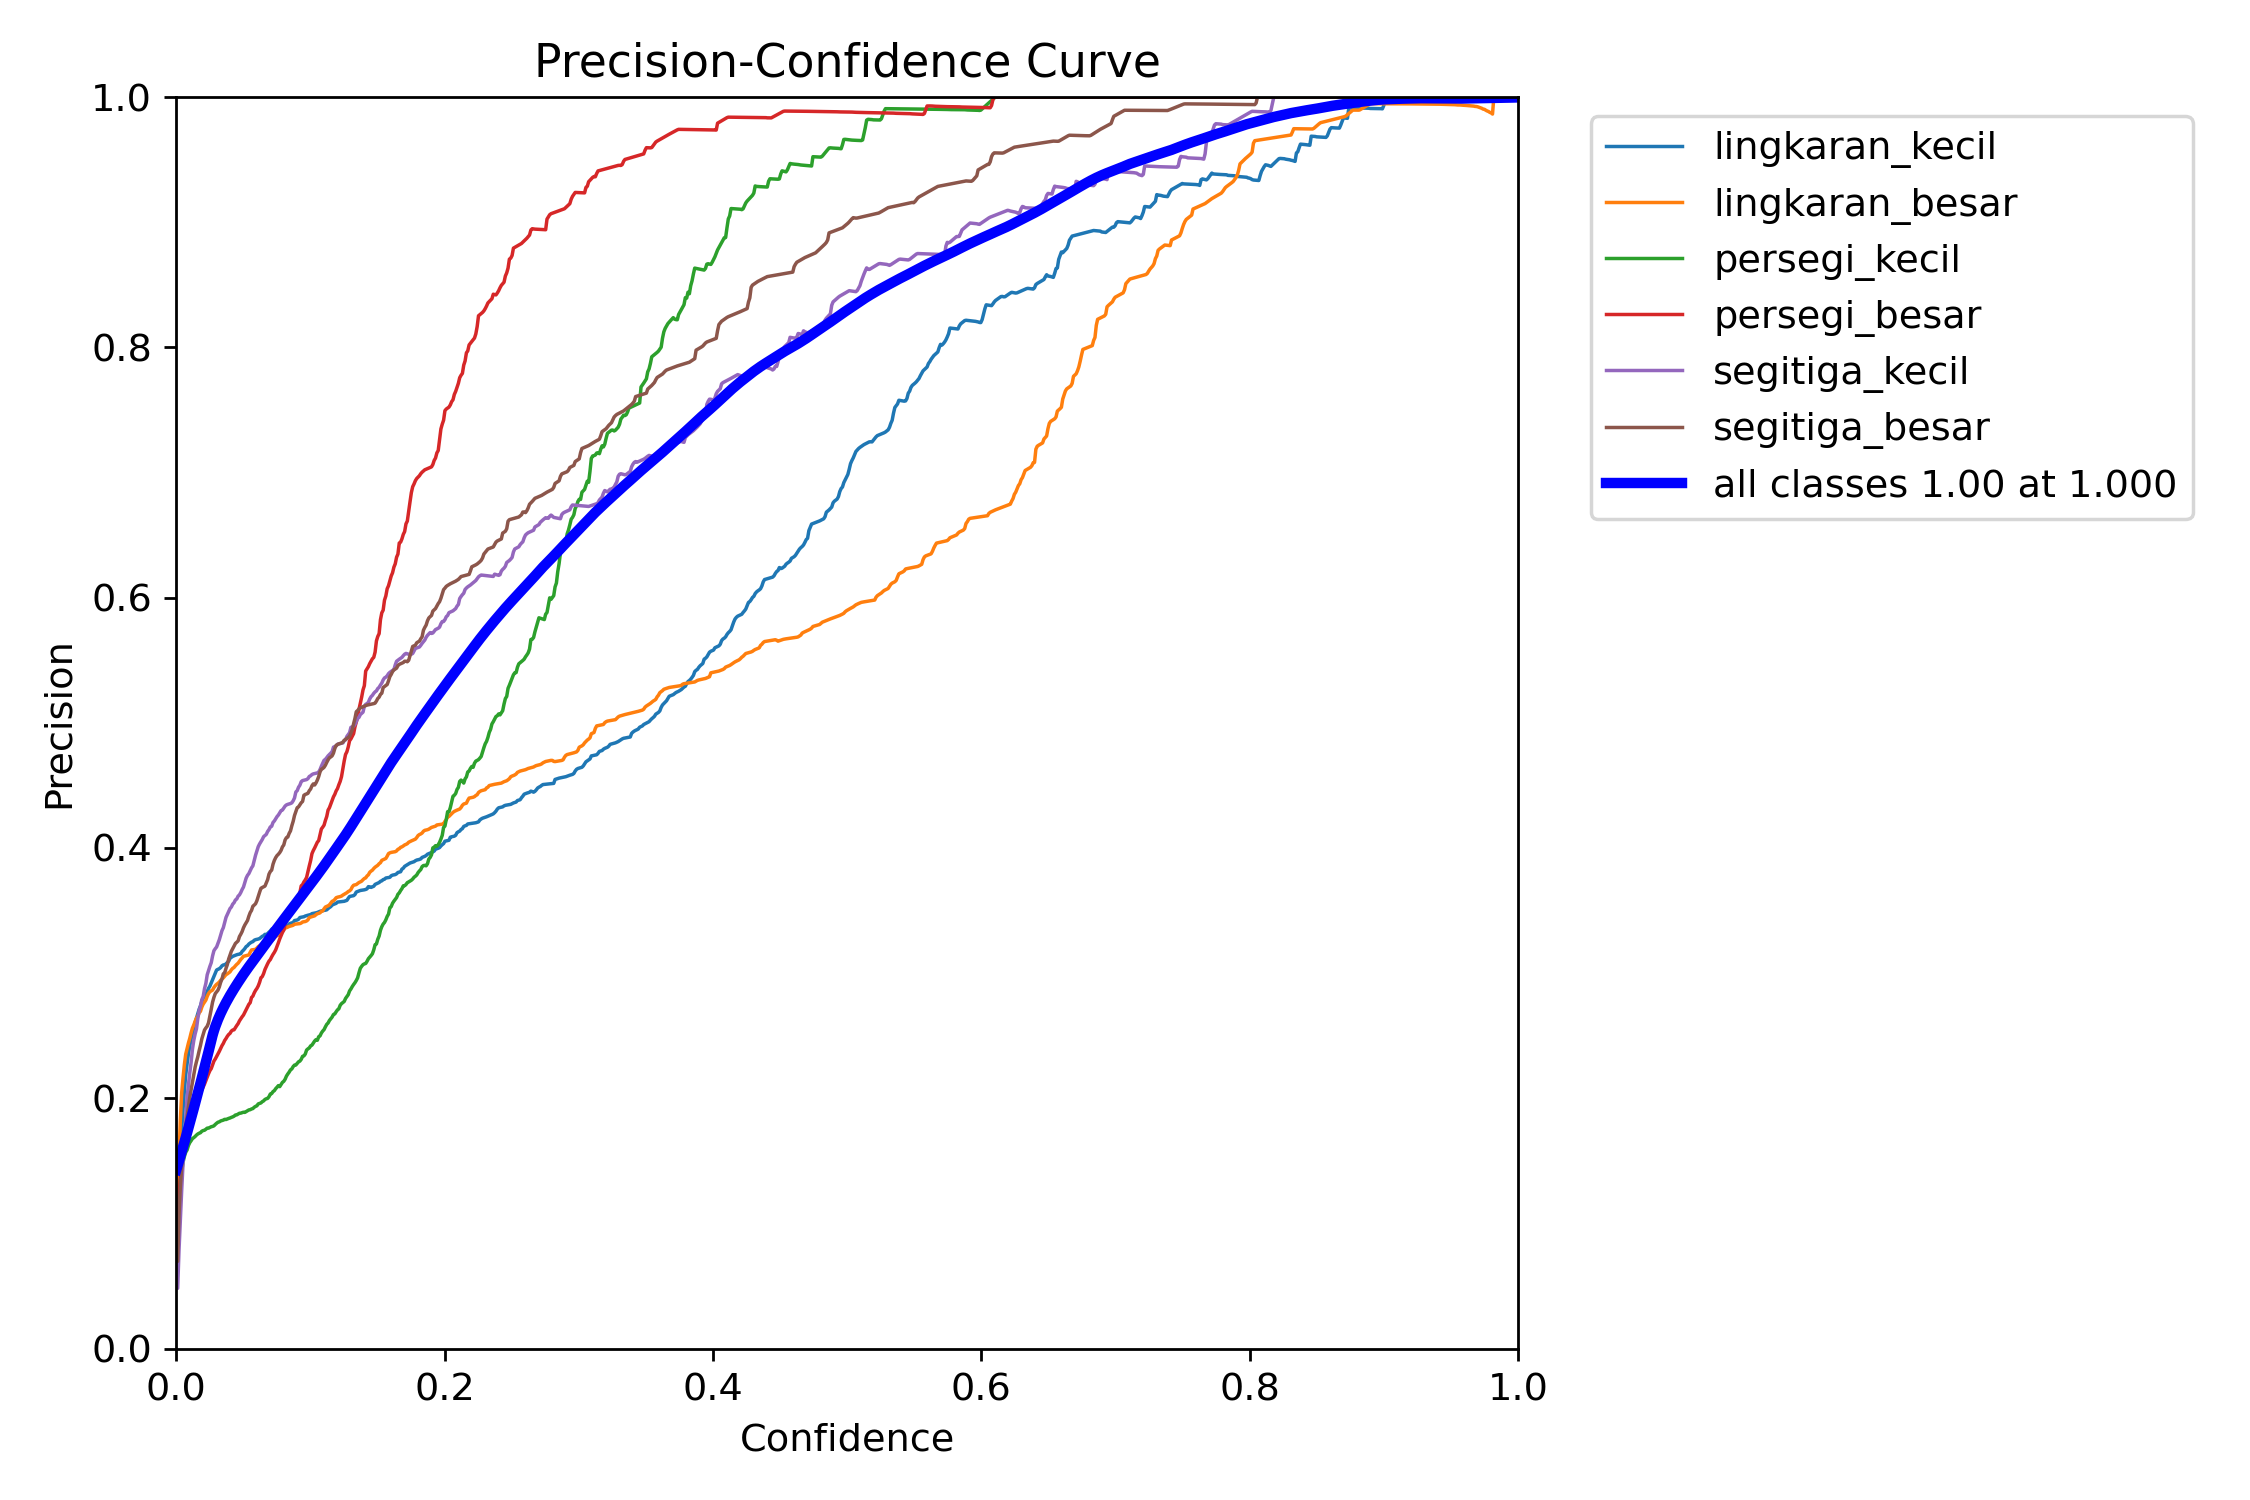 Precision-Confidence Curve
1.0
0.8
0.6
0.4
0.2
0.0
Precision
0.0 0.2 0.4 0.6 0.8 1.0
Confidence
lingkaran_kecil
lingkaran_besar
persegi_kecil
persegi_besar
segitiga_kecil
segitiga_besar
all classes 1.00 at 1.000